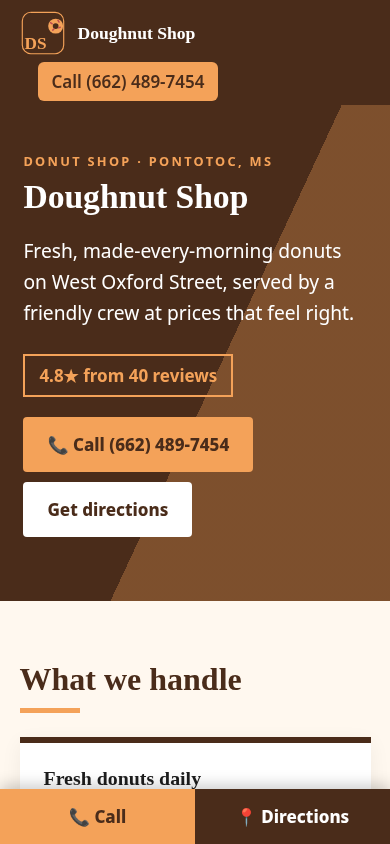 DS
Doughnut Shop
Call (662) 489-7454
DONUT SHOP · PONTOTOC, MS
Doughnut Shop
Fresh, made-every-morning donuts
on West Oxford Street, served by a
friendly crew at prices that feel right.
4.8★ from 40 reviews
📞 Call (662) 489-7454
Get directions
What we handle
Fresh donuts daily
📞 Call
📍 Directions